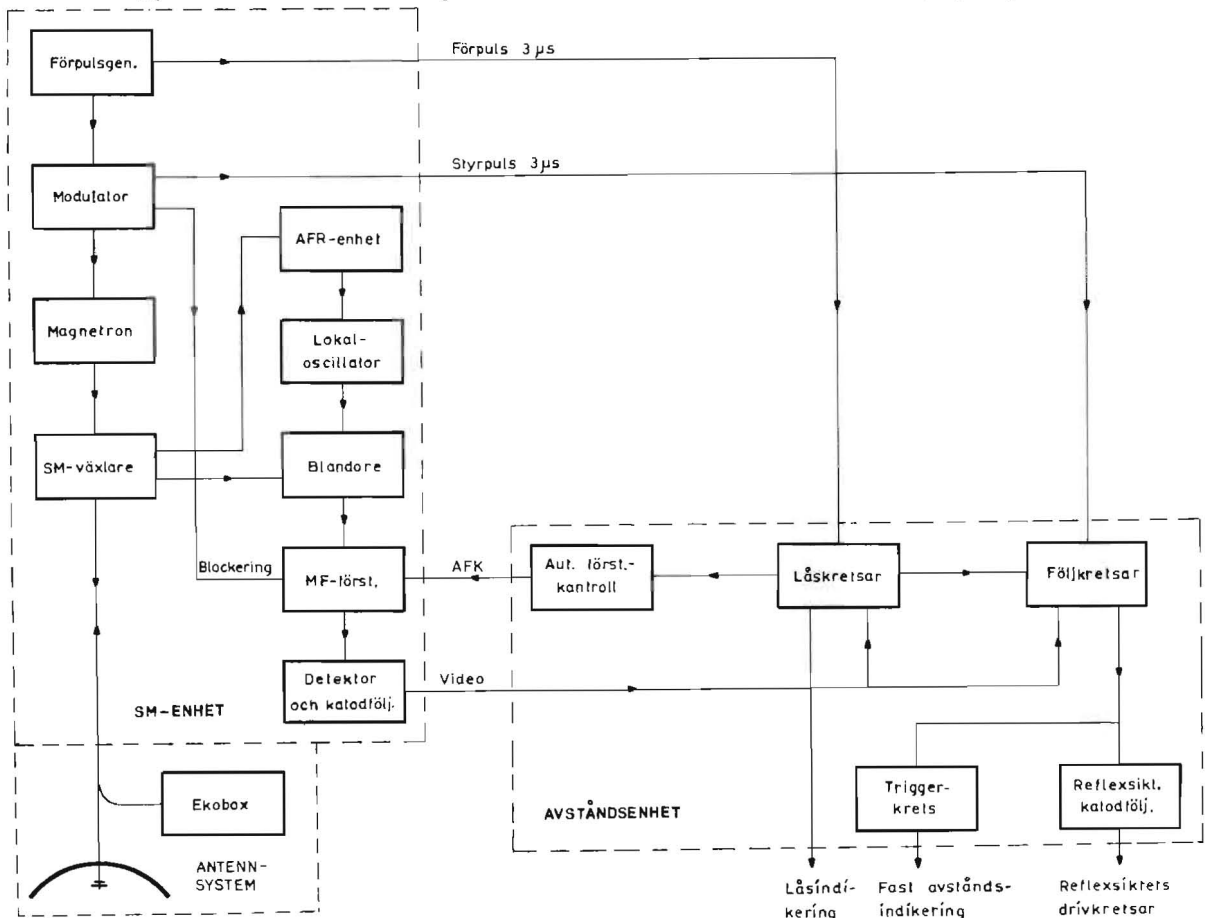 Förpulsgen.
Förpuls 3 µs
Modulator
Styrpuls 3µs
AFR-enhet
Magnetron
Lokal-
oscillator
SM-växlare
Blandare
Blockering
MF-först.
AFK
Aut. först.-
kontroll
Låskretsar
Följkretsar
Detektor
och katodfölj.
Video
SM-ENHET
Ekobox
ANTENN-
SYSTEM
AVSTÅNDSENHET
Trigger-
krets
Reflexsikt.
katodfölj.
Låsindi-
kering
Fast avstånds-
indikering
Reflexsiktets
drivkretsar